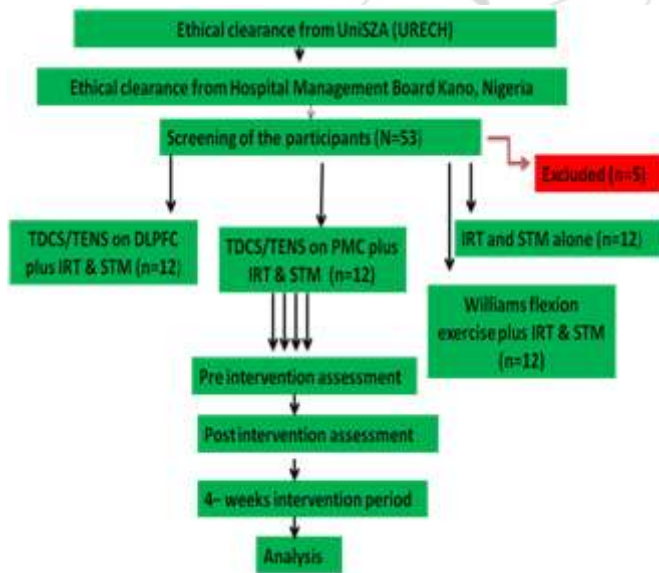 Ethical clearance from UniSZA (URECH)
Ethical clearance from Hospital Management Board Kano, Nigeria
Screening of the participants (N=53)
Excluded (n=5)
TDCS/TENS on DLPFC
plus IRT & STM (n=12)
TDCS/TENS on PMC plus
IRT & STM (n=12)
IRT and STM alone (n=12)
Williams flexion
exercise plus IRT & STM
(n=12)
Pre intervention assessment
Post intervention assessment
4– weeks intervention period
Analysis